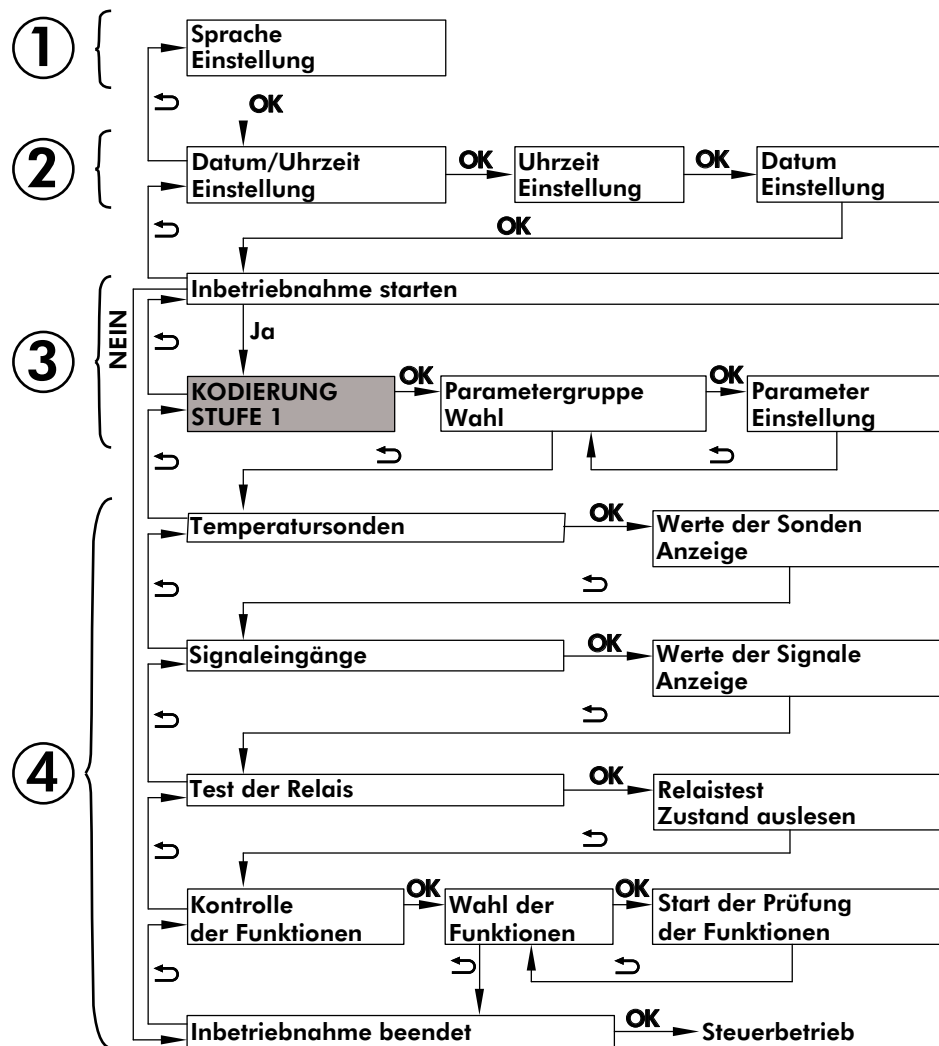 1
Sprache
Einstellung
OK
2
Datum/Uhrzeit
Einstellung
OK
Uhrzeit
Einstellung
OK
Datum
Einstellung
OK
3
NEIN
Inbetriebnahme starten
Ja
KODIERUNG
STUFE 1
OK
Parametergruppe
Wahl
OK
Parameter
Einstellung
4
Temperatursonden
OK
Werte der Sonden
Anzeige
Signaleingänge
OK
Werte der Signale
Anzeige
Test der Relais
OK
Relaistest
Zustand auslesen
Kontrolle
der Funktionen
OK
Wahl der
Funktionen
OK
Start der Prüfung
der Funktionen
Inbetriebnahme beendet
OK
Steuerbetrieb